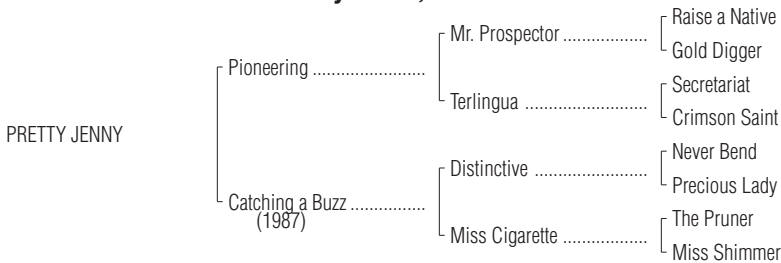 Raise a Native
Mr. Prospector ....................
Gold Digger
Pioneering ..........................
Secretariat
Terlingua ............................
Crimson Saint
PRETTY JENNY
Never Bend
Distinctive ..........................
Precious Lady
Catching a Buzz .................
(1987)
The Pruner
Miss Cigarette ....................
Miss Shimmer